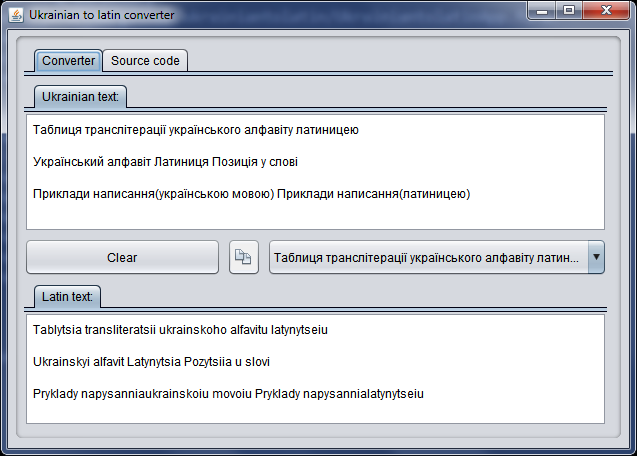 Ukrainian to latin converter
Converter Source code
Ukrainian text:
Таблиця транслітерації українського алфавіту латиницею
Український алфавіт Латиниця Позиція у слові
Приклади написання(українською мовою) Приклади написання(латиницею)
Clear Таблиця транслітерації українського алфавіту латин...
Latin text:
Tablytsia transliteratsii ukrainskoho alfavitu latynytseiu
Ukrainskyi alfavit Latynytsia Pozytsiia u slovi
Pryklady napysanniaukrainskoiu movoiu Pryklady napysannialatynytseiu